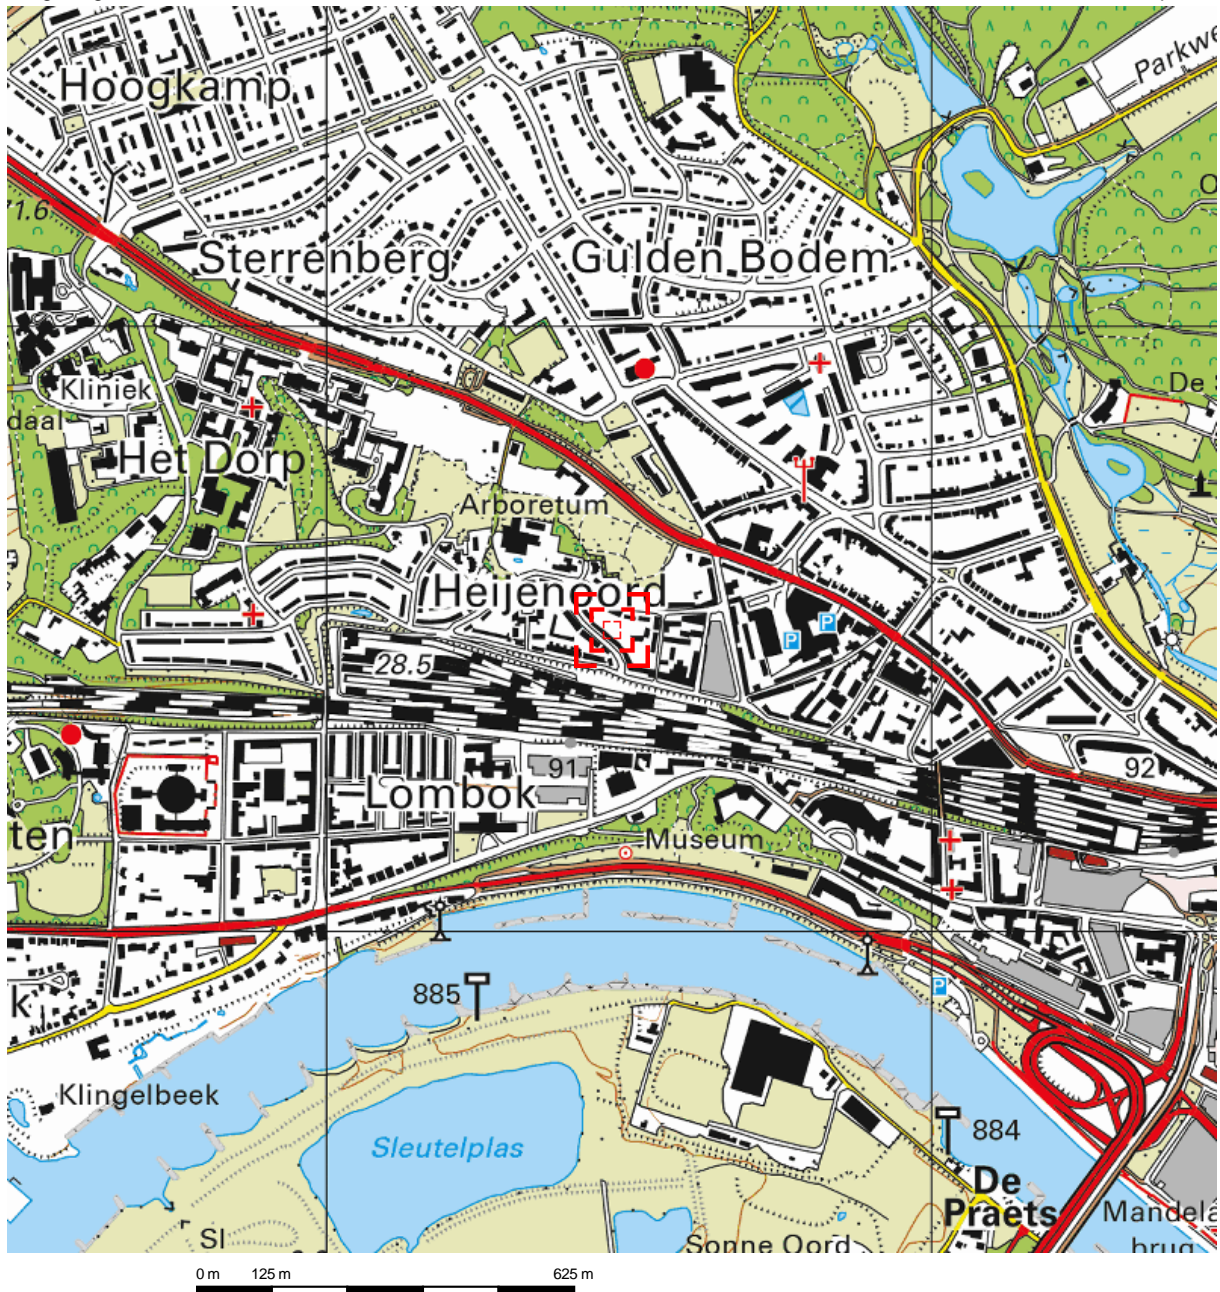 Hoogkamp
Parkwe
71.6
Sterrenberg
Gulden Bodem
O
Kliniek
daal
De S
Het Dorp
Arboretum
Heijenoord
P
P
28.5
91
92
Lombok
ten
Museum
885
P
k
Klingelbeek
884
Sleutelplas
De
Praets
Mandela
brug
Sl
Sonne Oord
0 m
125 m
625 m